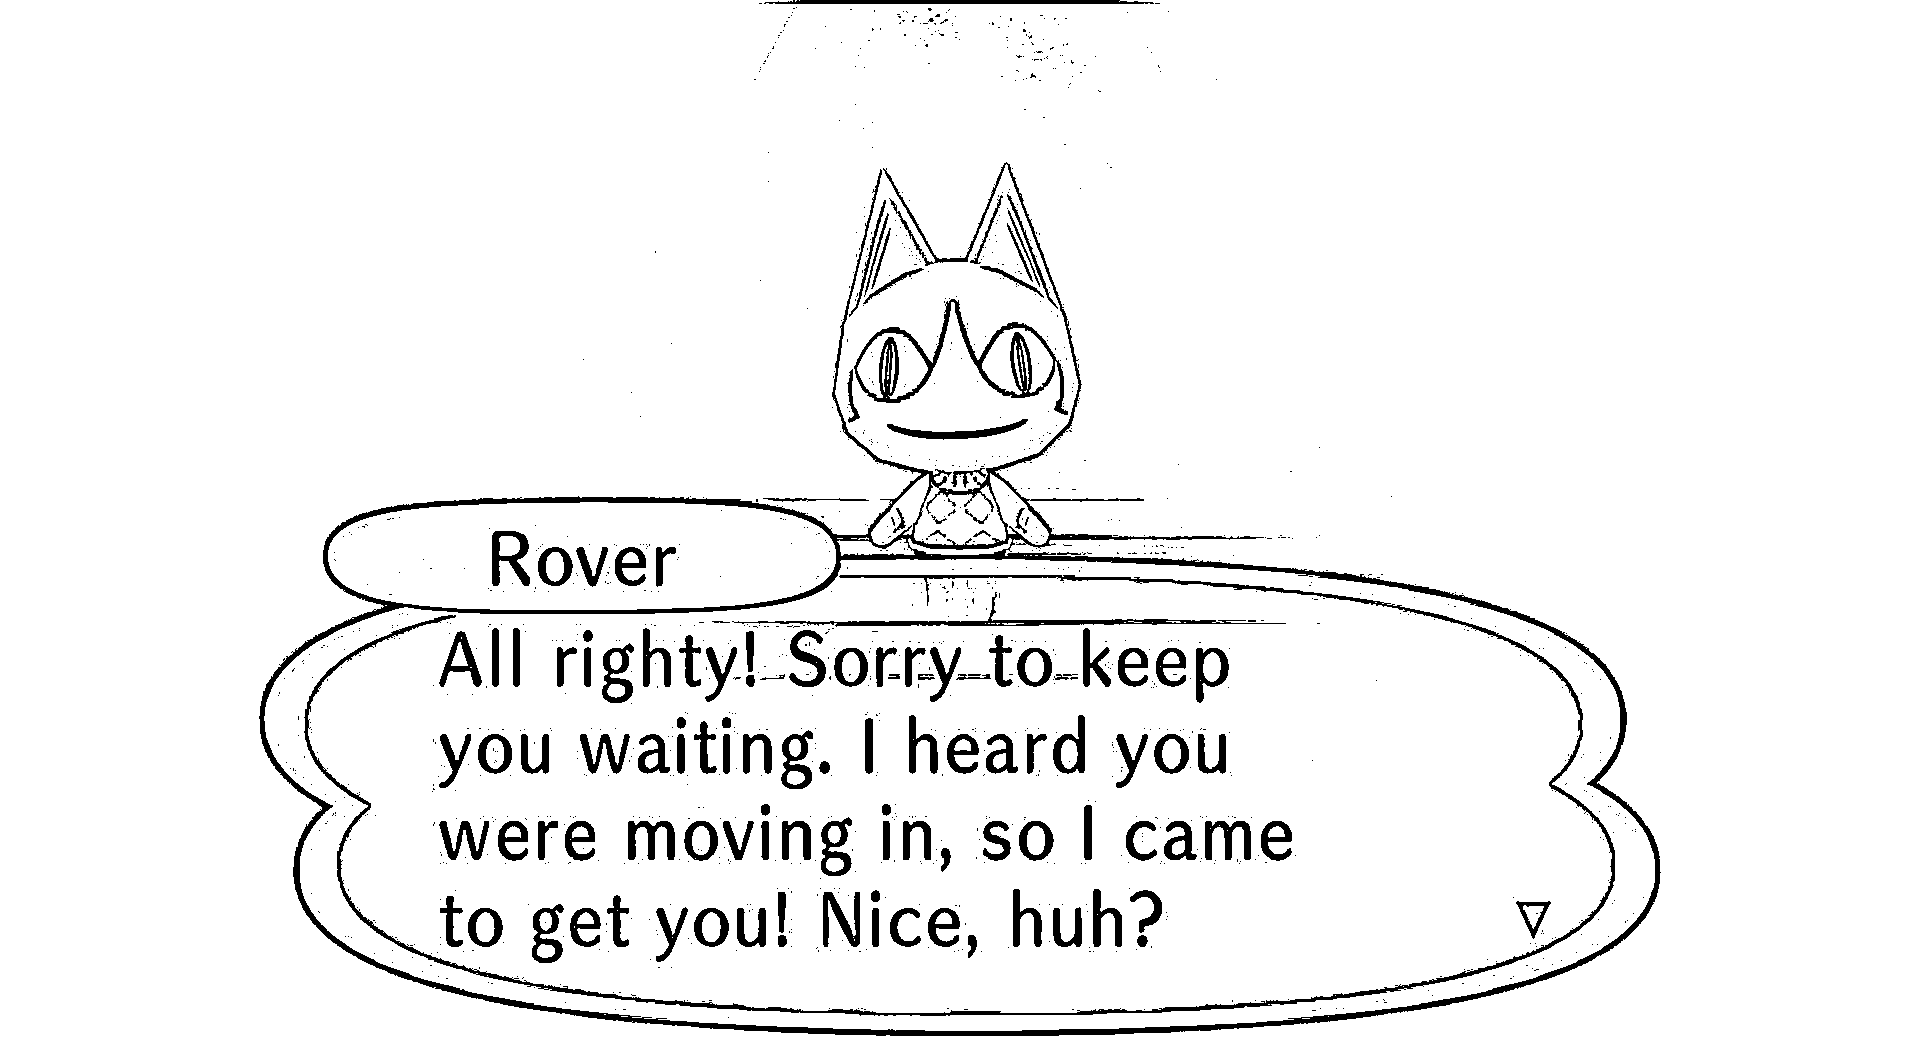 Rover
All righty! Sorry to keep
you waiting. I heard you
were moving in, so I came
to get you! Nice, huh?